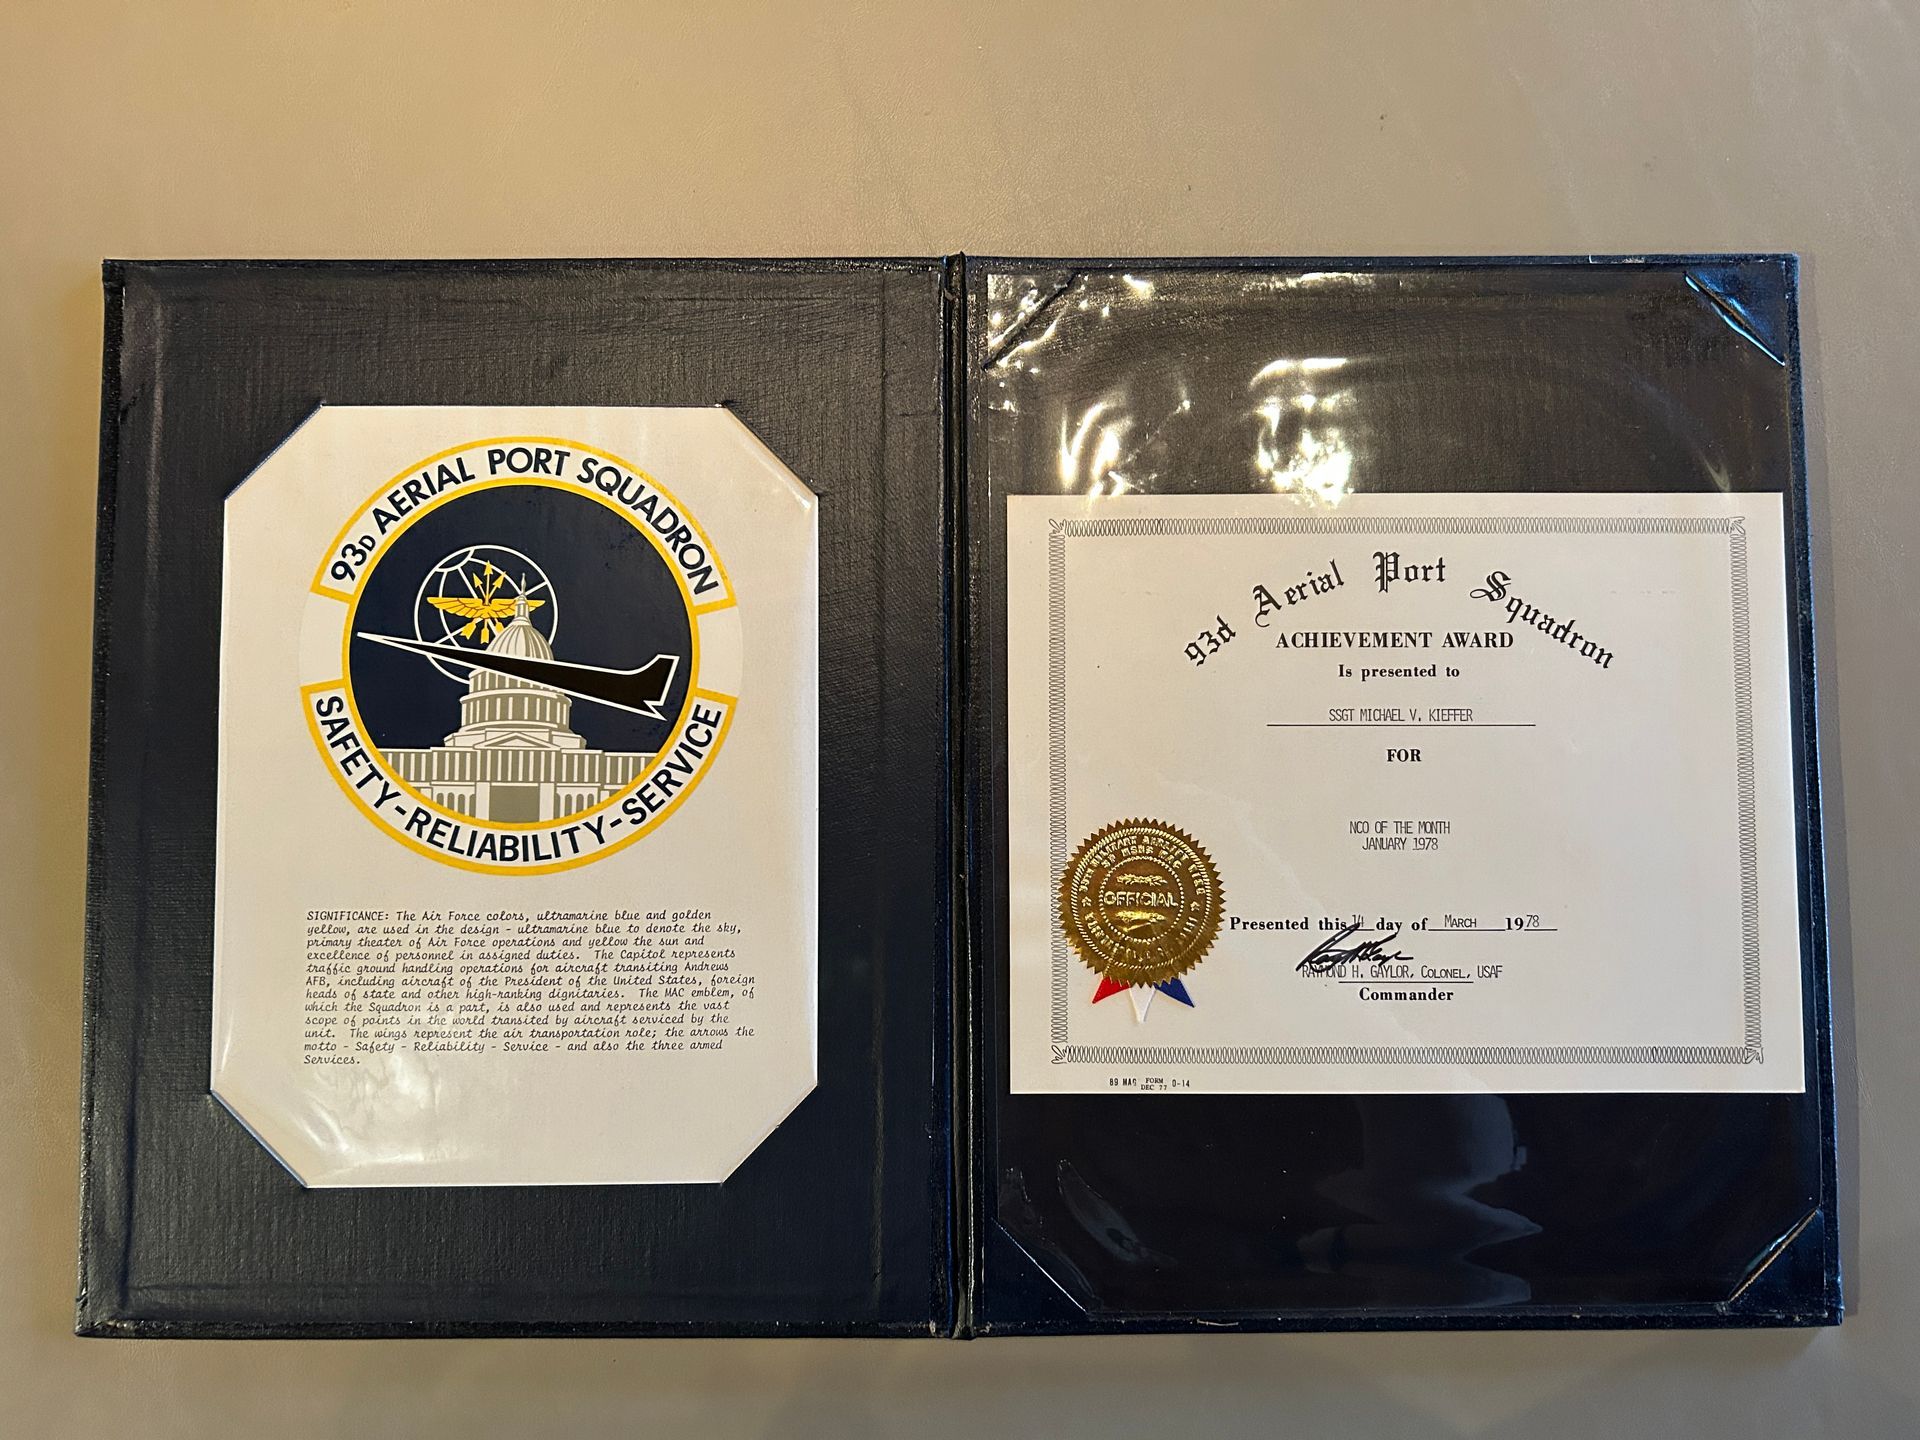 93D AERIAL PORT SQUADRON
SAFETY-RELIABILITY-SERVICE
SIGNIFICANCE: The Air Force colors, ultramarine blue and golden
yellow, are used in the design - ultramarine blue to denote the sky,
primary theater of Air Force operations and yellow the sun and
excellence of personnel in assigned duties. The Capitol represents
traffic ground handling operations for aircraft transiting Andrews
AFB, including aircraft of the President of the United States, foreign
heads of state and other high-ranking dignitaries. The MAC emblem, of
which the Squadron is a part, is also used and represents the vast
scope of points in the world transited by aircraft serviced by the
unit. The wings represent the air transportation role; the arrows the
motto - Safety - Reliability - Service - and also the three armed
Services.
93d Aerial Port Squadron
ACHIEVEMENT AWARD
Is presented to
SSGT MICHAEL V. KIEFFER
FOR
NCO OF THE MONTH
JANUARY 1978
OFFICIAL
Presented this 14 day of March 1978
RAYMOND H. GAYLOR, Colonel, USAF
Commander
89 MAC FORM DEC 77 0-14